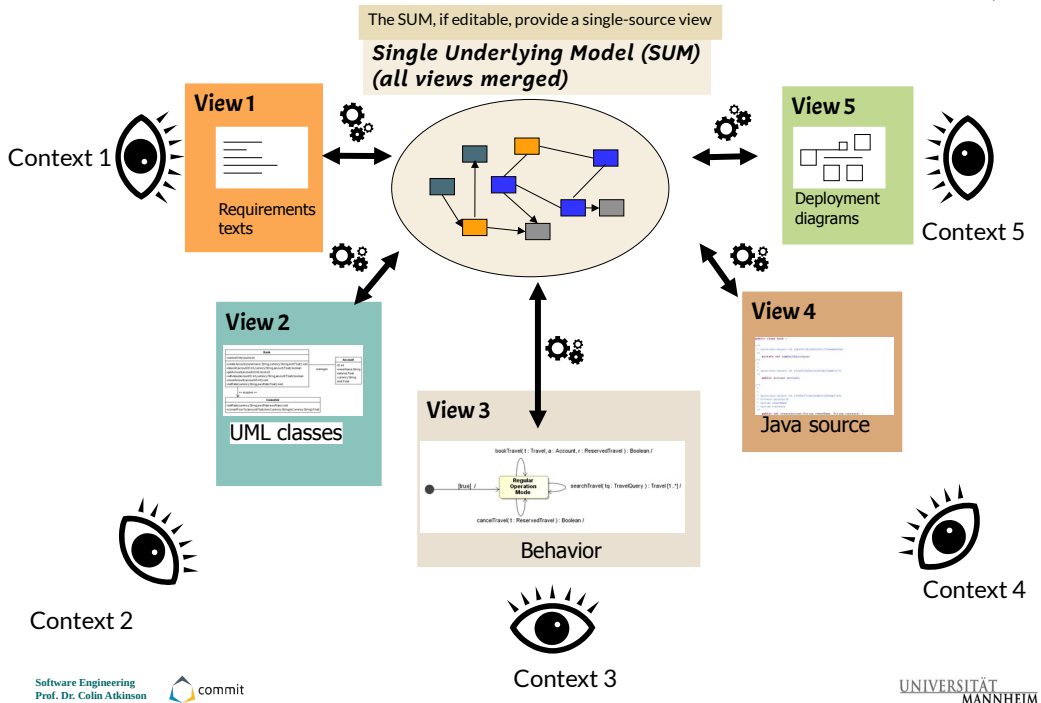 The SUM, if editable, provide a single-source view
Single Underlying Model (SUM)
(all views merged)
View 1
Requirements
texts
Context 1
View 5
Deployment
diagrams
Context 5
View 2
Bank
Account
manages
UML classes
Context 2
View 4
Java source
Context 4
View 3
bookTravel( t : Travel, a : Account, r : ReservedTravel ) : Boolean /
[true] /
Regular
Operation
Mode
searchTravel( tq : TravelQuery ) : Travel [1..*] /
cancelTravel( t : ReservedTravel ) : Boolean /
Behavior
Context 3
Software Engineering
Prof. Dr. Colin Atkinson
commit
UNIVERSITÄT
MANNHEIM